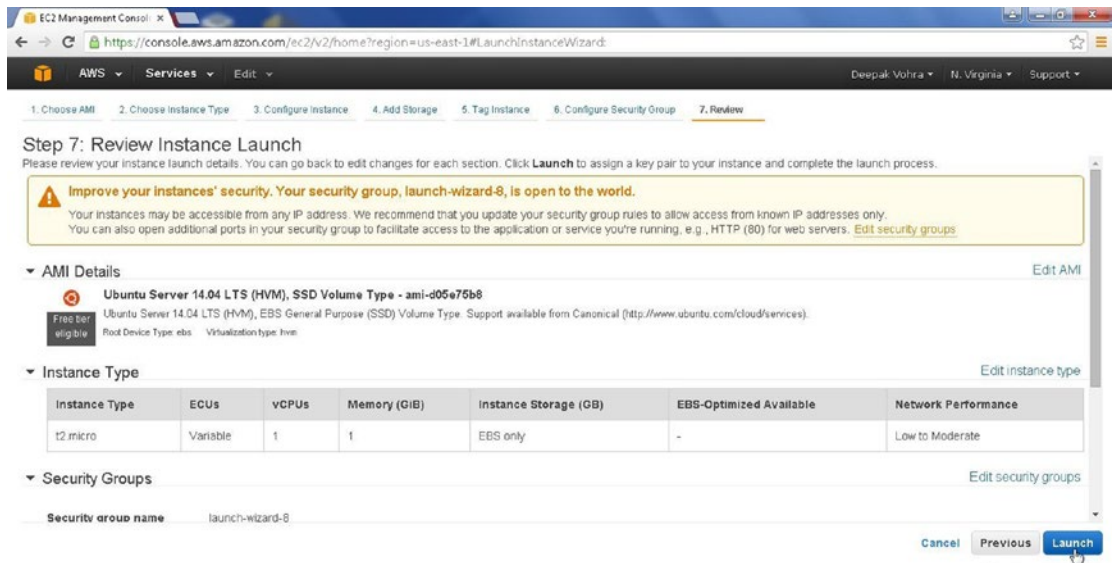 EC2 Management Consol
https://console.aws.amazon.com/ec2/v2/home?region=us-east-1#LaunchInstanceWizard:
AWS Services Edit Deepak Vohra N. Virginia Support
1. Choose AMI 2. Choose Instance Type 3. Configure Instance 4. Add Storage 5. Tag Instance 6. Configure Security Group 7. Review
Step 7: Review Instance Launch
Please review your instance launch details. You can go back to edit changes for each section. Click Launch to assign a key pair to your instance and complete the launch process.
Improve your instances' security. Your security group, launch-wizard-8, is open to the world.
Your instances may be accessible from any IP address. We recommend that you update your security group rules to allow access from known IP addresses only.
You can also open additional ports in your security group to facilitate access to the application or service you're running, e.g., HTTP (80) for web servers. Edit security groups
AMI Details Edit AMI
Ubuntu Server 14.04 LTS (HVM), SSD Volume Type - ami-d05e75b8
Free tier eligible
Ubuntu Server 14.04 LTS (HVM), EBS General Purpose (SSD) Volume Type. Support available from Canonical (http://www.ubuntu.com/cloud/services).
Root Device Type: ebs Virtualization type: hvm
Instance Type Edit instance type
Instance Type ECUs vCPUs Memory (GiB) Instance Storage (GB) EBS-Optimized Available Network Performance
t2.micro Variable 1 1 EBS only - Low to Moderate
Security Groups Edit security groups
Security group name launch-wizard-8
Cancel Previous Launch